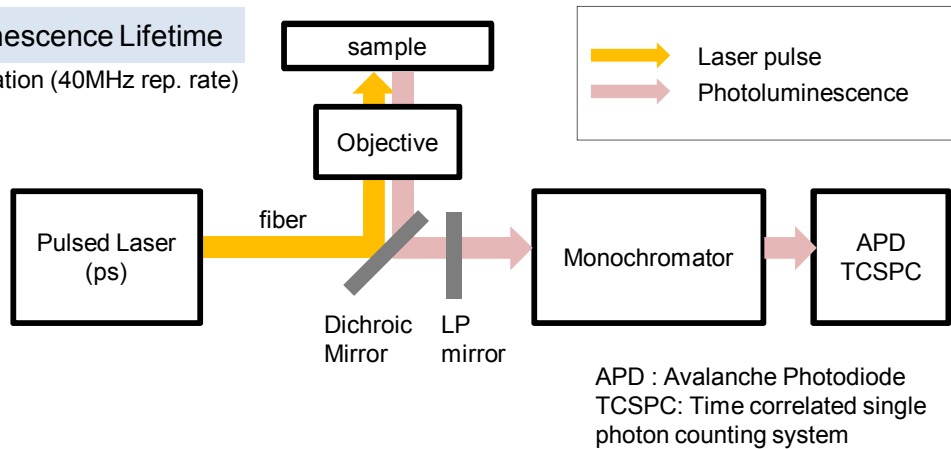 nescence Lifetime
ation (40MHz rep. rate)
sample
Laser pulse
Photoluminescence
Objective
fiber
Pulsed Laser
(ps)
Monochromator
APD
TCSPC
Dichroic
Mirror
LP
mirror
APD : Avalanche Photodiode
TCSPC: Time correlated single
photon counting system